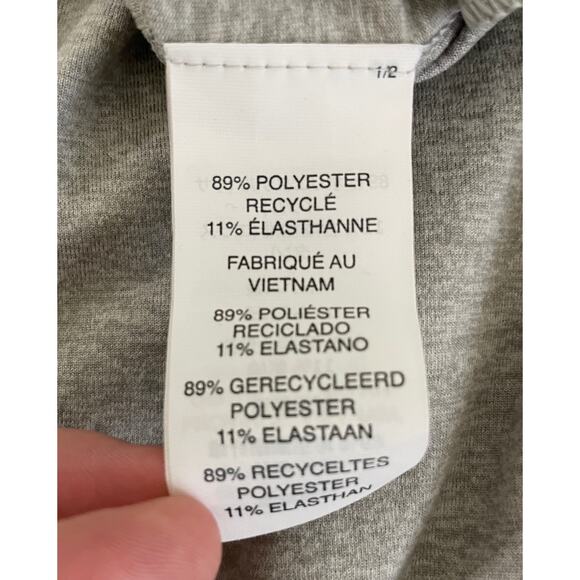 1/2
89% POLYESTER
RECYCLÉ
11% ÉLASTHANNE
FABRIQUÉ AU
VIETNAM
89% POLIÉSTER
RECICLADO
11% ELASTANO
89% GERECYCLEERD
POLYESTER
11% ELASTAAN
89% RECYCELTES
POLYESTER
11% ELASTHAN